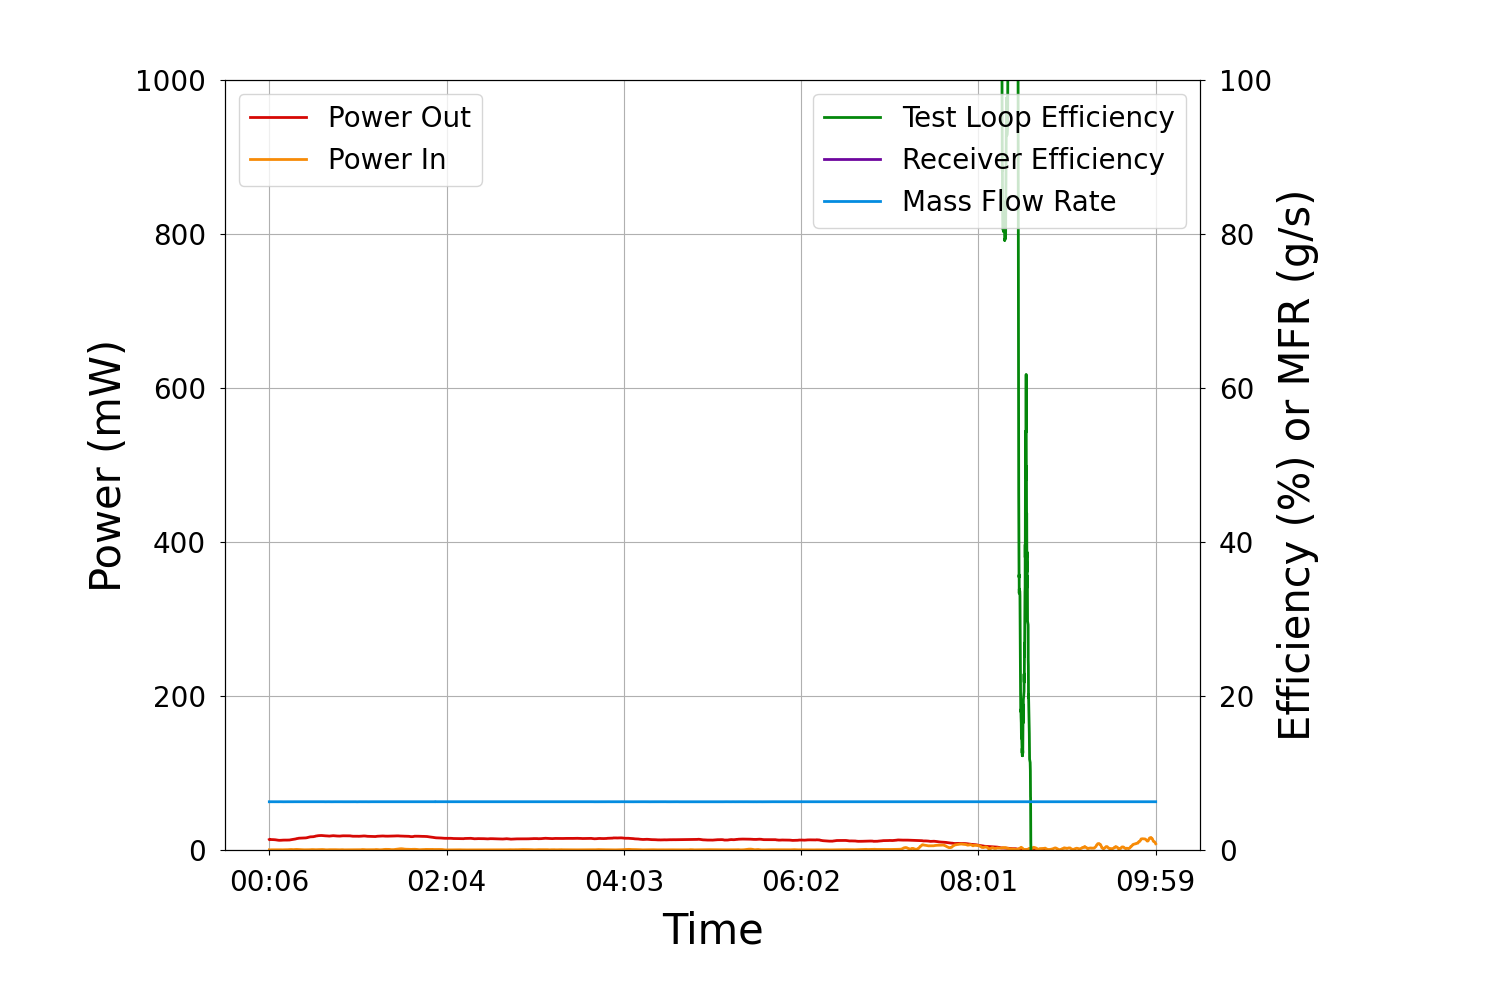 1000
800
600
400
200
0
Power (mW)
Power Out
Power In
Test Loop Efficiency
Receiver Efficiency
Mass Flow Rate
100
80
60
40
20
0
Efficiency (%) or MFR (g/s)
00:06 02:04 04:03 06:02 08:01 09:59
Time